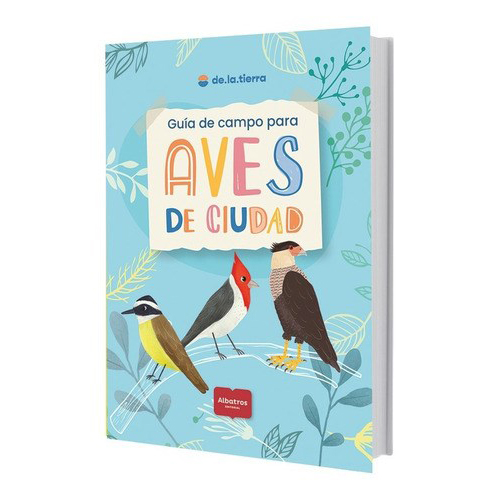 de.la.tierra
Guía de campo para
AVES
DE CIUDAD
Albatros